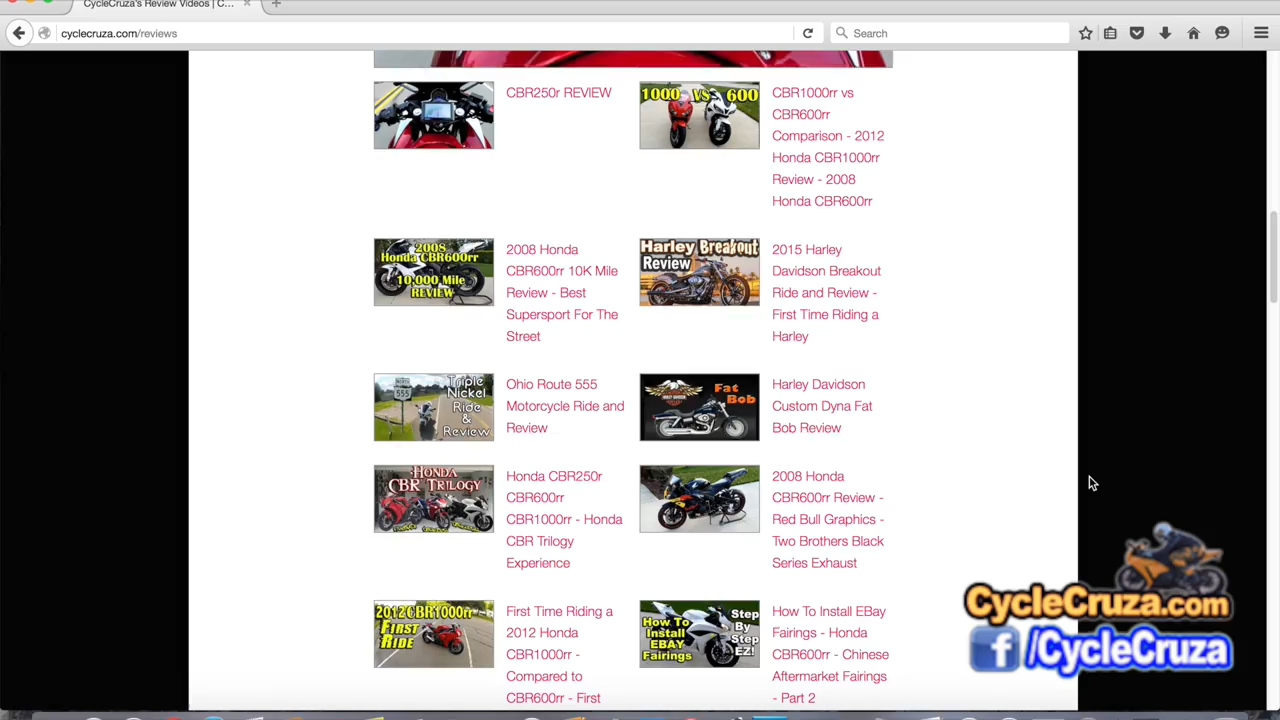 CycleCruza's Review Videos | C...
cyclecruza.com/reviews
Search
CBR250r REVIEW
1000 VS 600
CBR1000rr vs
CBR600rr
Comparison - 2012
Honda CBR1000rr
Review - 2008
Honda CBR600rr
2008
Honda CBR600rr
10,000 Mile
REVIEW
2008 Honda
CBR600rr 10K Mile
Review - Best
Supersport For The
Street
Harley Breakout
Review
2015 Harley
Davidson Breakout
Ride and Review -
First Time Riding a
Harley
555
Triple
Nickel
Ride
&
Review
Ohio Route 555
Motorcycle Ride and
Review
Fat
Bob
Harley Davidson
Custom Dyna Fat
Bob Review
HONDA
CBR TRILOGY
Honda CBR250r
CBR600rr
CBR1000rr - Honda
CBR Trilogy
Experience
2008 Honda
CBR600rr Review -
Red Bull Graphics -
Two Brothers Black
Series Exhaust
2012CBR1000rr
FIRST
RIDE
First Time Riding a
2012 Honda
CBR1000rr -
Compared to
CBR600rr - First
How To
Install
EBAY
Fairings
Step
By
Step
EZ!
How To Install EBay
Fairings - Honda
CBR600rr - Chinese
Aftermarket Fairings
- Part 2
CycleCruza.com
f /CycleCruza